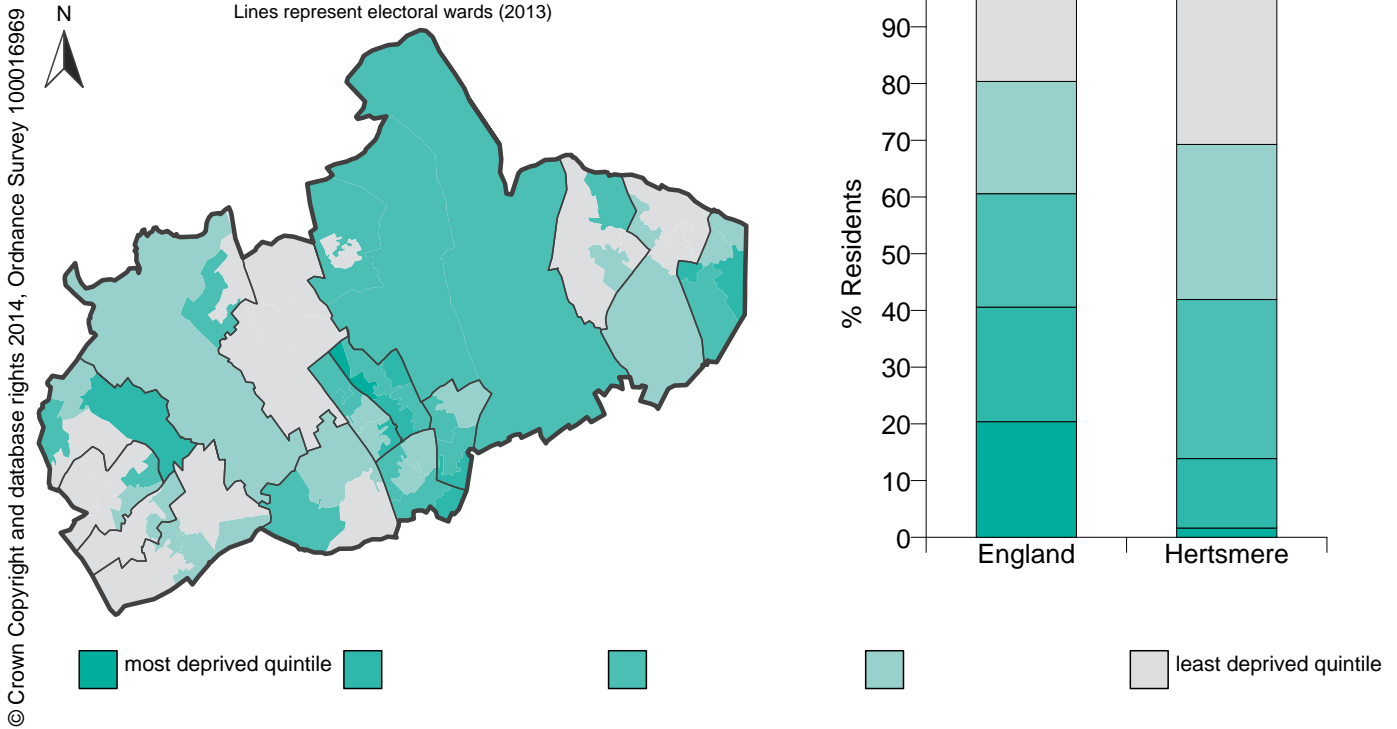 Lines represent electoral wards (2013)
N
© Crown Copyright and database rights 2014, Ordnance Survey 100016969
% Residents
90
80
70
60
50
40
30
20
10
0
England
Hertsmere
most deprived quintile
least deprived quintile